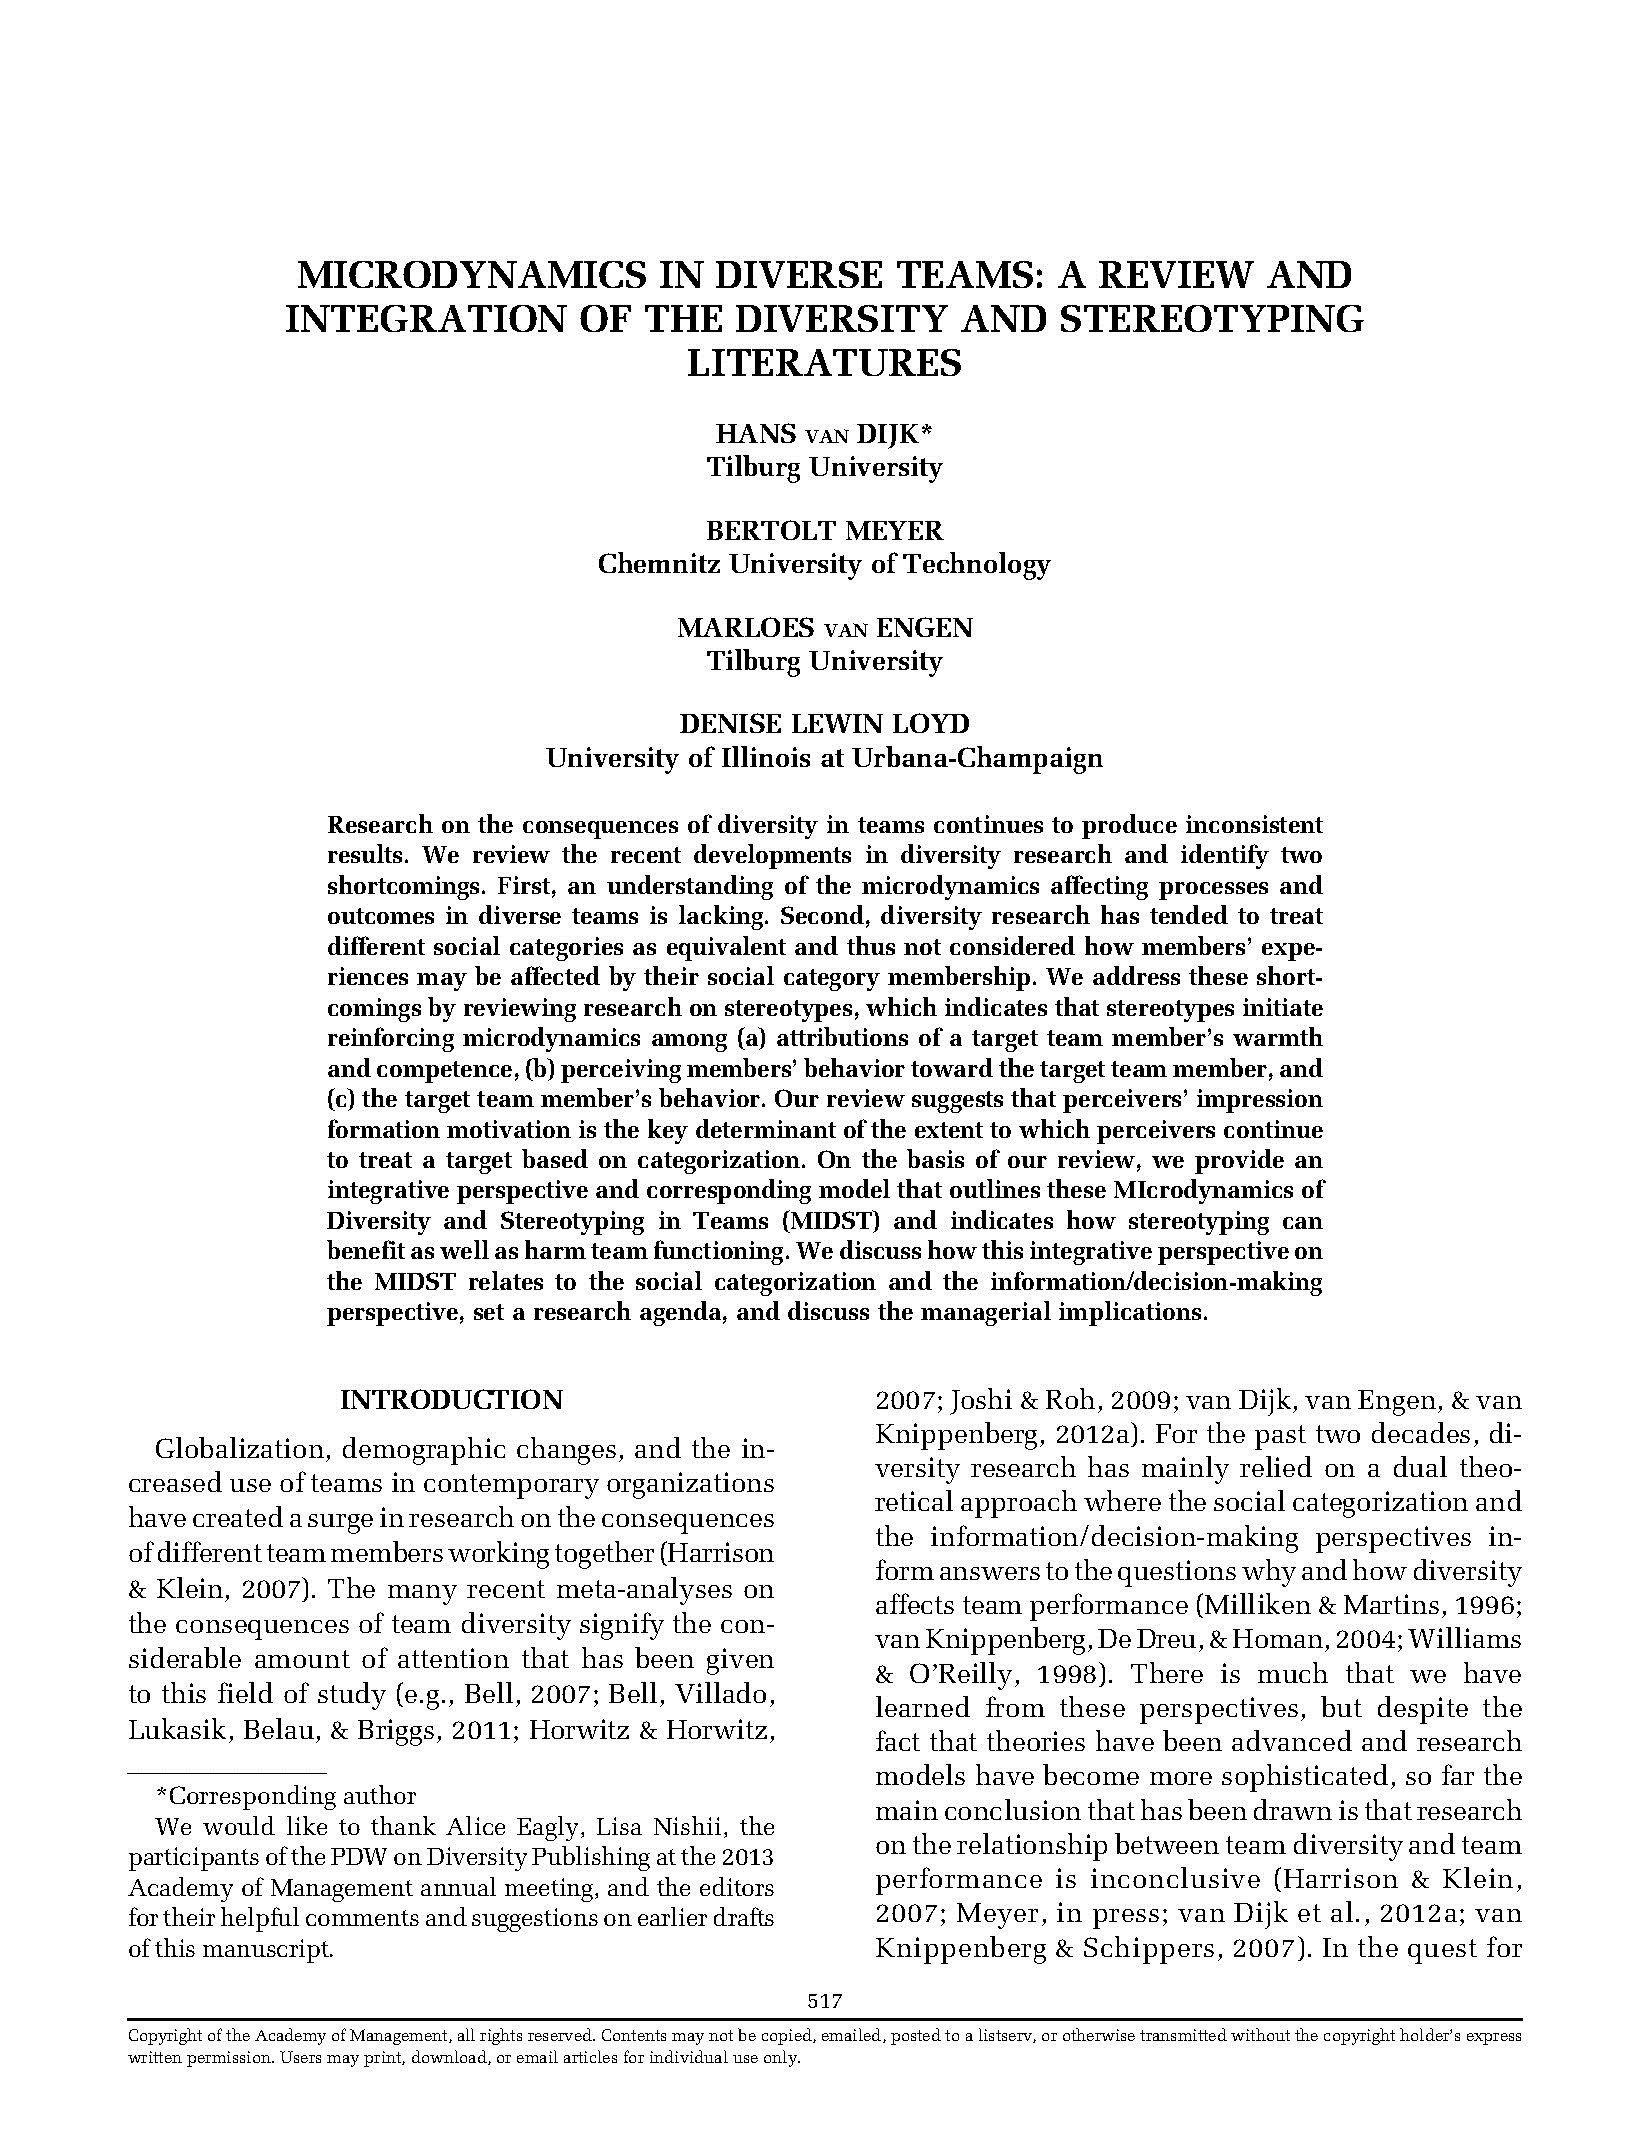 MICRODYNAMICS IN DIVERSE TEAMS: A REVIEW AND
INTEGRATION OF THE DIVERSITY AND STEREOTYPING
LITERATURES
HANS VAN DIJK*
Tilburg University
BERTOLT MEYER
Chemnitz University of Technology
MARLOES VAN ENGEN
Tilburg University
DENISE LEWIN LOYD
University of Illinois at Urbana-Champaign
Research on the consequences of diversity in teams continues to produce inconsistent
results. We review the recent developments in diversity research and identify two
shortcomings. First, an understanding of the microdynamics affecting processes and
outcomes in diverse teams is lacking. Second, diversity research has tended to treat
different social categories as equivalent and thus not considered how members' expe-
riences may be affected by their social category membership. We address these short-
comings by reviewing research on stereotypes, which indicates that stereotypes initiate
reinforcing microdynamics among (a) attributions of a target team member's warmth
and competence, (b) perceiving members' behavior toward the target team member, and
(c) the target team member's behavior. Our review suggests that perceivers' impression
formation motivation is the key determinant of the extent to which perceivers continue
to treat a target based on categorization. On the basis of our review, we provide an
integrative perspective and corresponding model that outlines these MIcrodynamics of
Diversity and Stereotyping in Teams (MIDST) and indicates how stereotyping can
benefit as well as harm team functioning. We discuss how this integrative perspective on
the MIDST relates to the social categorization and the information/decision-making
perspective, set a research agenda, and discuss the managerial implications.
INTRODUCTION
Globalization, demographic changes, and the in-
creased use of teams in contemporary organizations
have created a surge in research on the consequences
of different team members working together (Harrison
& Klein, 2007). The many recent meta-analyses on
the consequences of team diversity signify the con-
siderable amount of attention that has been given
to this field of study (e.g., Bell, 2007; Bell, Villado,
Lukasik, Belau, & Briggs, 2011; Horwitz & Horwitz,
*Corresponding author
We would like to thank Alice Eagly, Lisa Nishii, the
participants of the PDW on Diversity Publishing at the 2013
Academy of Management annual meeting, and the editors
for their helpful comments and suggestions on earlier drafts
of this manuscript.
2007; Joshi & Roh, 2009; van Dijk, van Engen, & van
Knippenberg, 2012a). For the past two decades, di-
versity research has mainly relied on a dual theo-
retical approach where the social categorization and
the information/decision-making perspectives in-
form answers to the questions why and how diversity
affects team performance (Milliken & Martins, 1996;
van Knippenberg, De Dreu, & Homan, 2004; Williams
& O'Reilly, 1998). There is much that we have
learned from these perspectives, but despite the
fact that theories have been advanced and research
models have become more sophisticated, so far the
main conclusion that has been drawn is that research
on the relationship between team diversity and team
performance is inconclusive (Harrison & Klein,
2007; Meyer, in press; van Dijk et al., 2012a; van
Knippenberg & Schippers, 2007). In the quest for
517
Copyright of the Academy of Management, all rights reserved. Contents may not be copied, emailed, posted to a listserv, or otherwise transmitted without the copyright holder's express
written permission. Users may print, download, or email articles for individual use only.